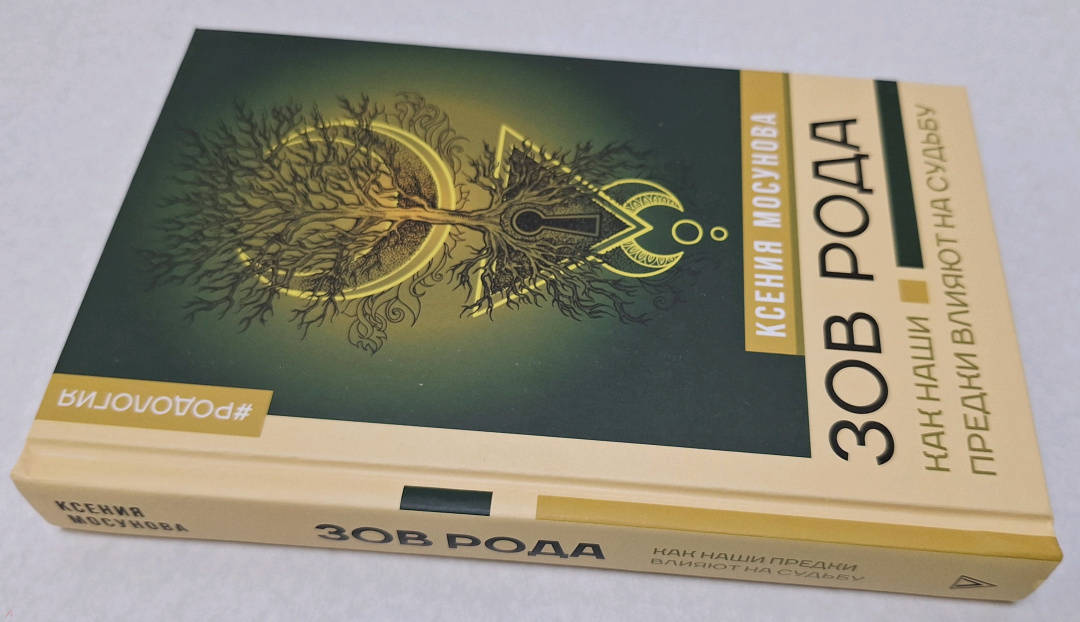 КСЕНИЯ МОСУНОВА
ЗОВ РОДА
КАК НАШИ
ПРЕДКИ ВЛИЯЮТ НА СУДЬБУ
#РОДОЛОГИЯ
КСЕНИЯ
МОСУНОВА
ЗОВ РОДА
КАК НАШИ ПРЕДКИ
ВЛИЯЮТ НА СУДЬБУ